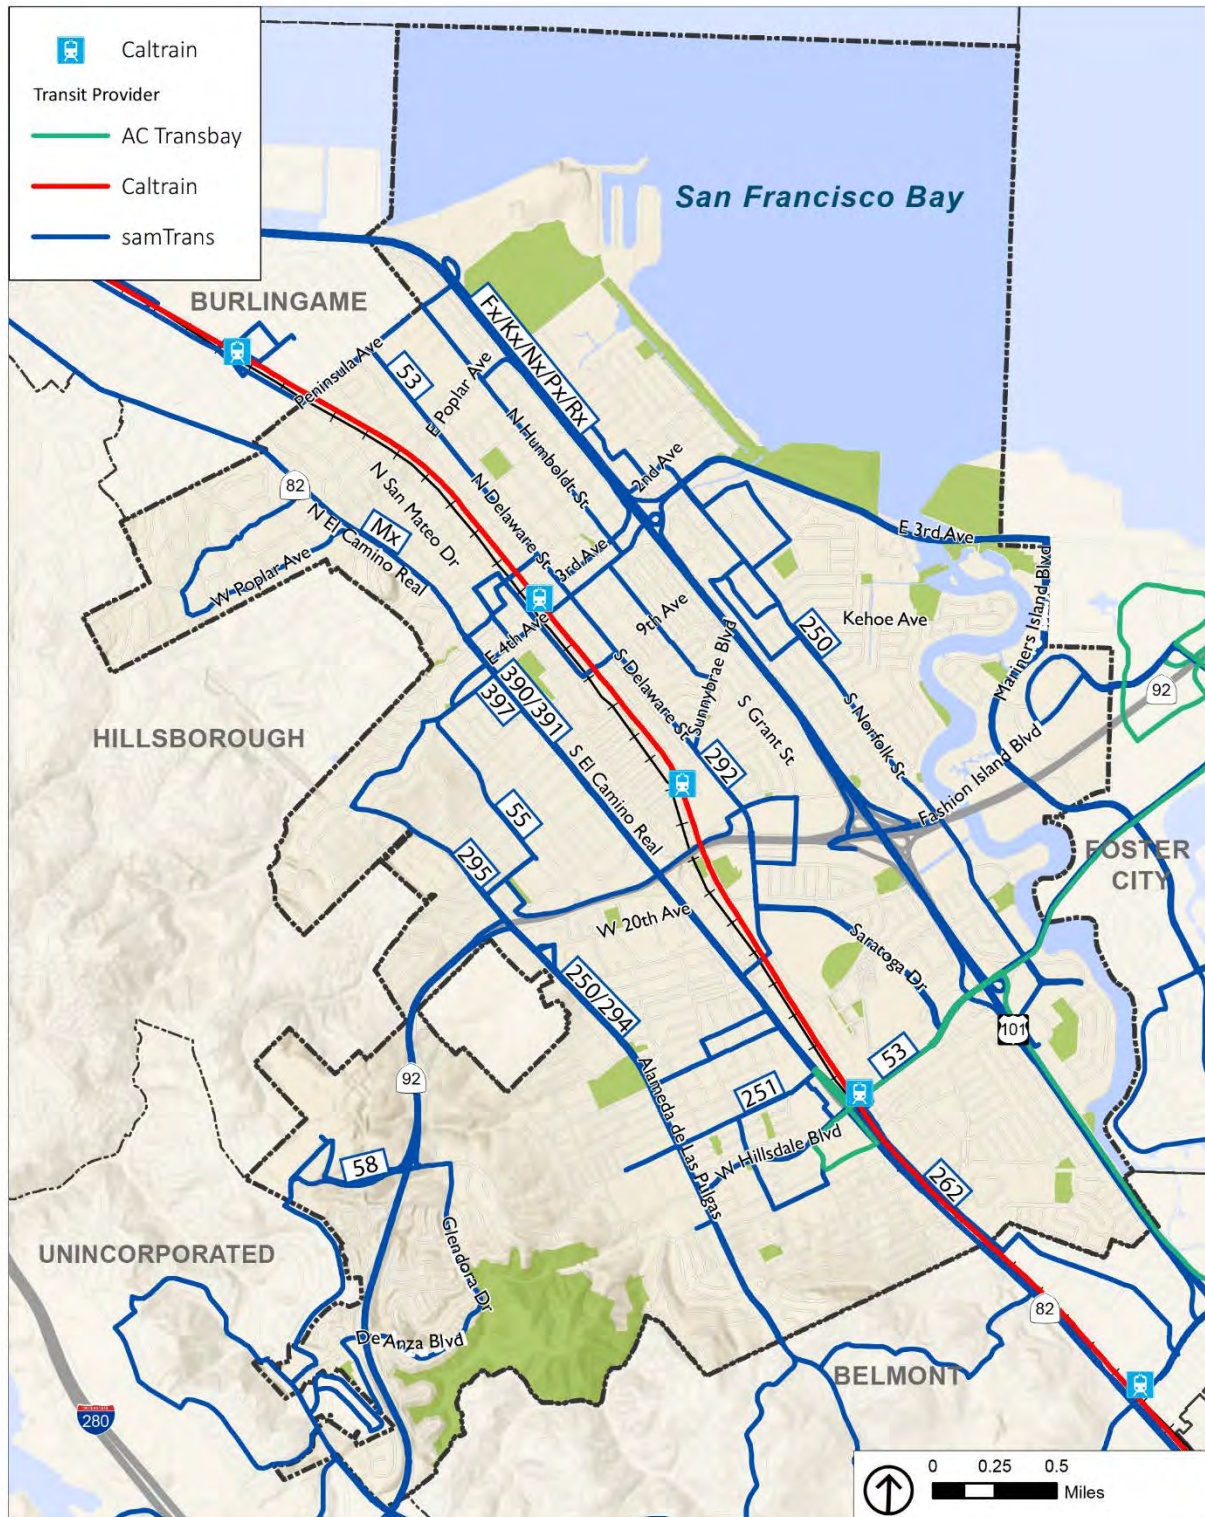 Caltrain
Transit Provider
AC Transbay
Caltrain
samTrans
San Francisco Bay
BURLINGAME
Peninsula Ave
53
E Poplar Ave
Fx/Kx/Nx/Px/Rx
N Humboldt St
2nd Ave
82
N San Mateo Dr
N Delaware St
Mx
N El Camino Real
W Poplar Ave
3rd Ave
E 3rd Ave
Mariners Island Blvd
9th Ave
Kehoe Ave
250
E 4th Ave
Sunnybrae Blvd
S Delaware St
390/391
397
92
HILLSBOROUGH
S Grant St
S Norfolk St
292
Fashion Island Blvd
S El Camino Real
55
295
FOSTER
CITY
W 20th Ave
Saratoga Dr
250/294
101
53
92
Alameda de Las Pulgas
251
W Hillsdale Blvd
58
262
Glendora Dr
UNINCORPORATED
82
De Anza Blvd
BELMONT
280
0 0.25 0.5
Miles